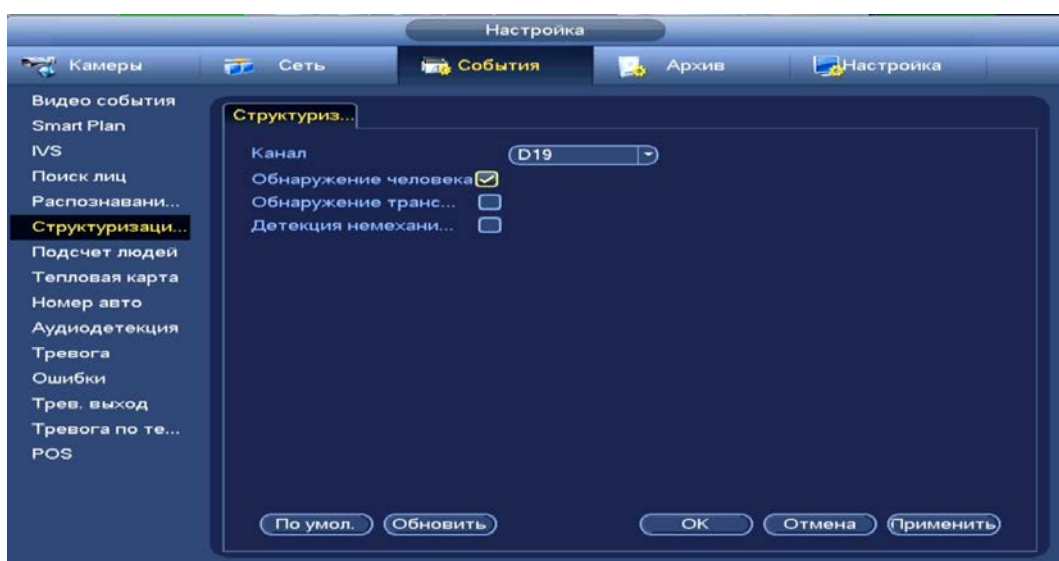 Настройка
Камеры Сеть События Архив Настройка
Видео события
Smart Plan
IVS
Поиск лиц
Распознавани...
Структуризаци...
Подсчет людей
Тепловая карта
Номер авто
Аудиодетекция
Тревога
Ошибки
Трев. выход
Тревога по те...
POS
Структуриз...
Канал D19
Обнаружение человека
Обнаружение транс...
Детекция немехани...
По умол. Обновить OK Отмена Применить